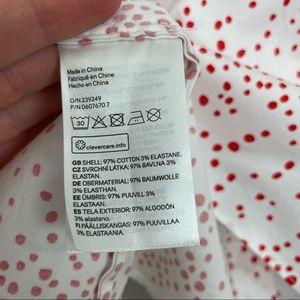 Made in China
Fabriqué en Chine
Hecho en China
O/N 239249
P/N 0607670 7
30
clevercare.info
GB SHELL: 97% COTTON 3% ELASTANE.
CZ SVRCHNÍ LÁTKA: 97% BAVLNA 3%
ELASTAN.
DE OBERMATERIAL: 97% BAUMWOLLE
3% ELASTHAN.
EE ÜMBRIS: 97% PUUVILL 3%
ELASTAAN.
ES TELA EXTERIOR: 97% ALGODÓN
3% elastano.
FI PÄÄLLISKANGAS: 97% PUUVILLAA
% ELASTAANIA.